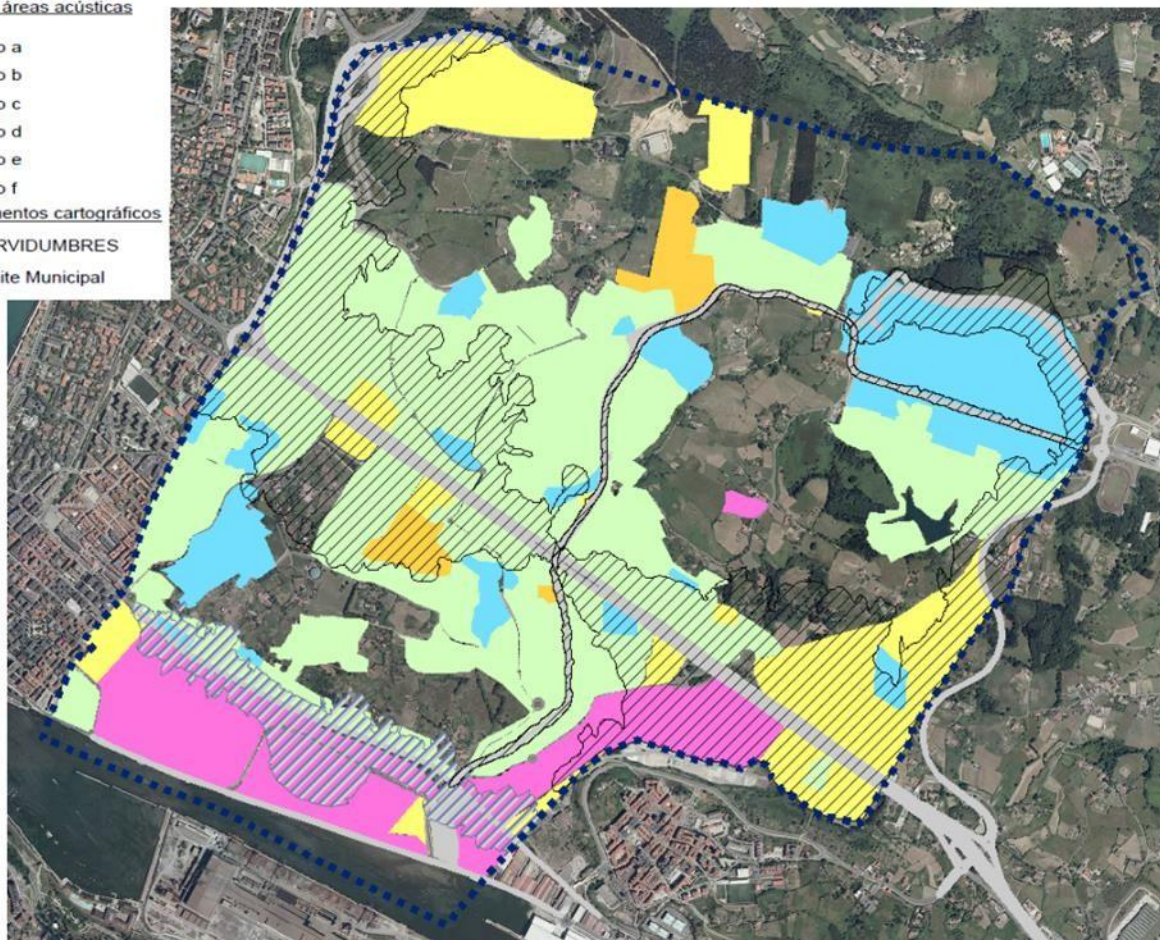 áreas acústicas
o a
o b
o c
o d
o e
o f
mentos cartográficos
RVIDUMBRES
ite Municipal